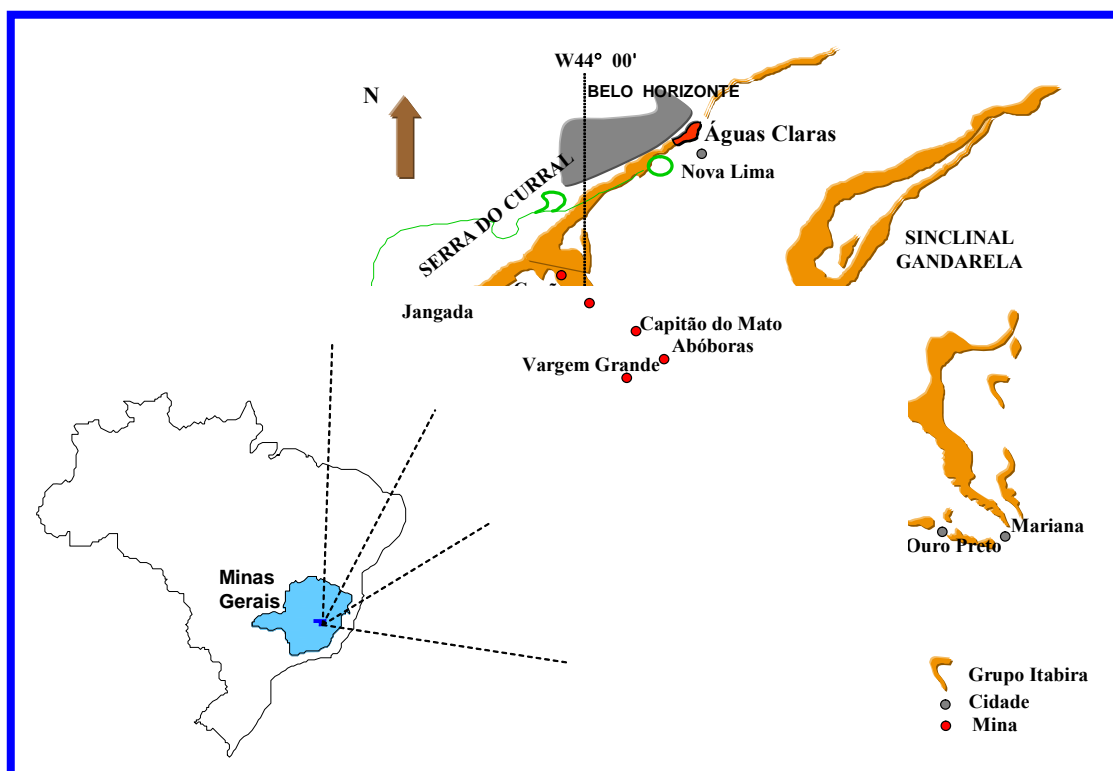 W44° 00'
BELO HORIZONTE
N
Águas Claras
Nova Lima
SERRA DO CURRAL
SINCLINAL
GANDARELA
Jangada
Capitão do Mato
Abóboras
Vargem Grande
Mariana
Ouro Preto
Minas
Gerais
Grupo Itabira
Cidade
Mina